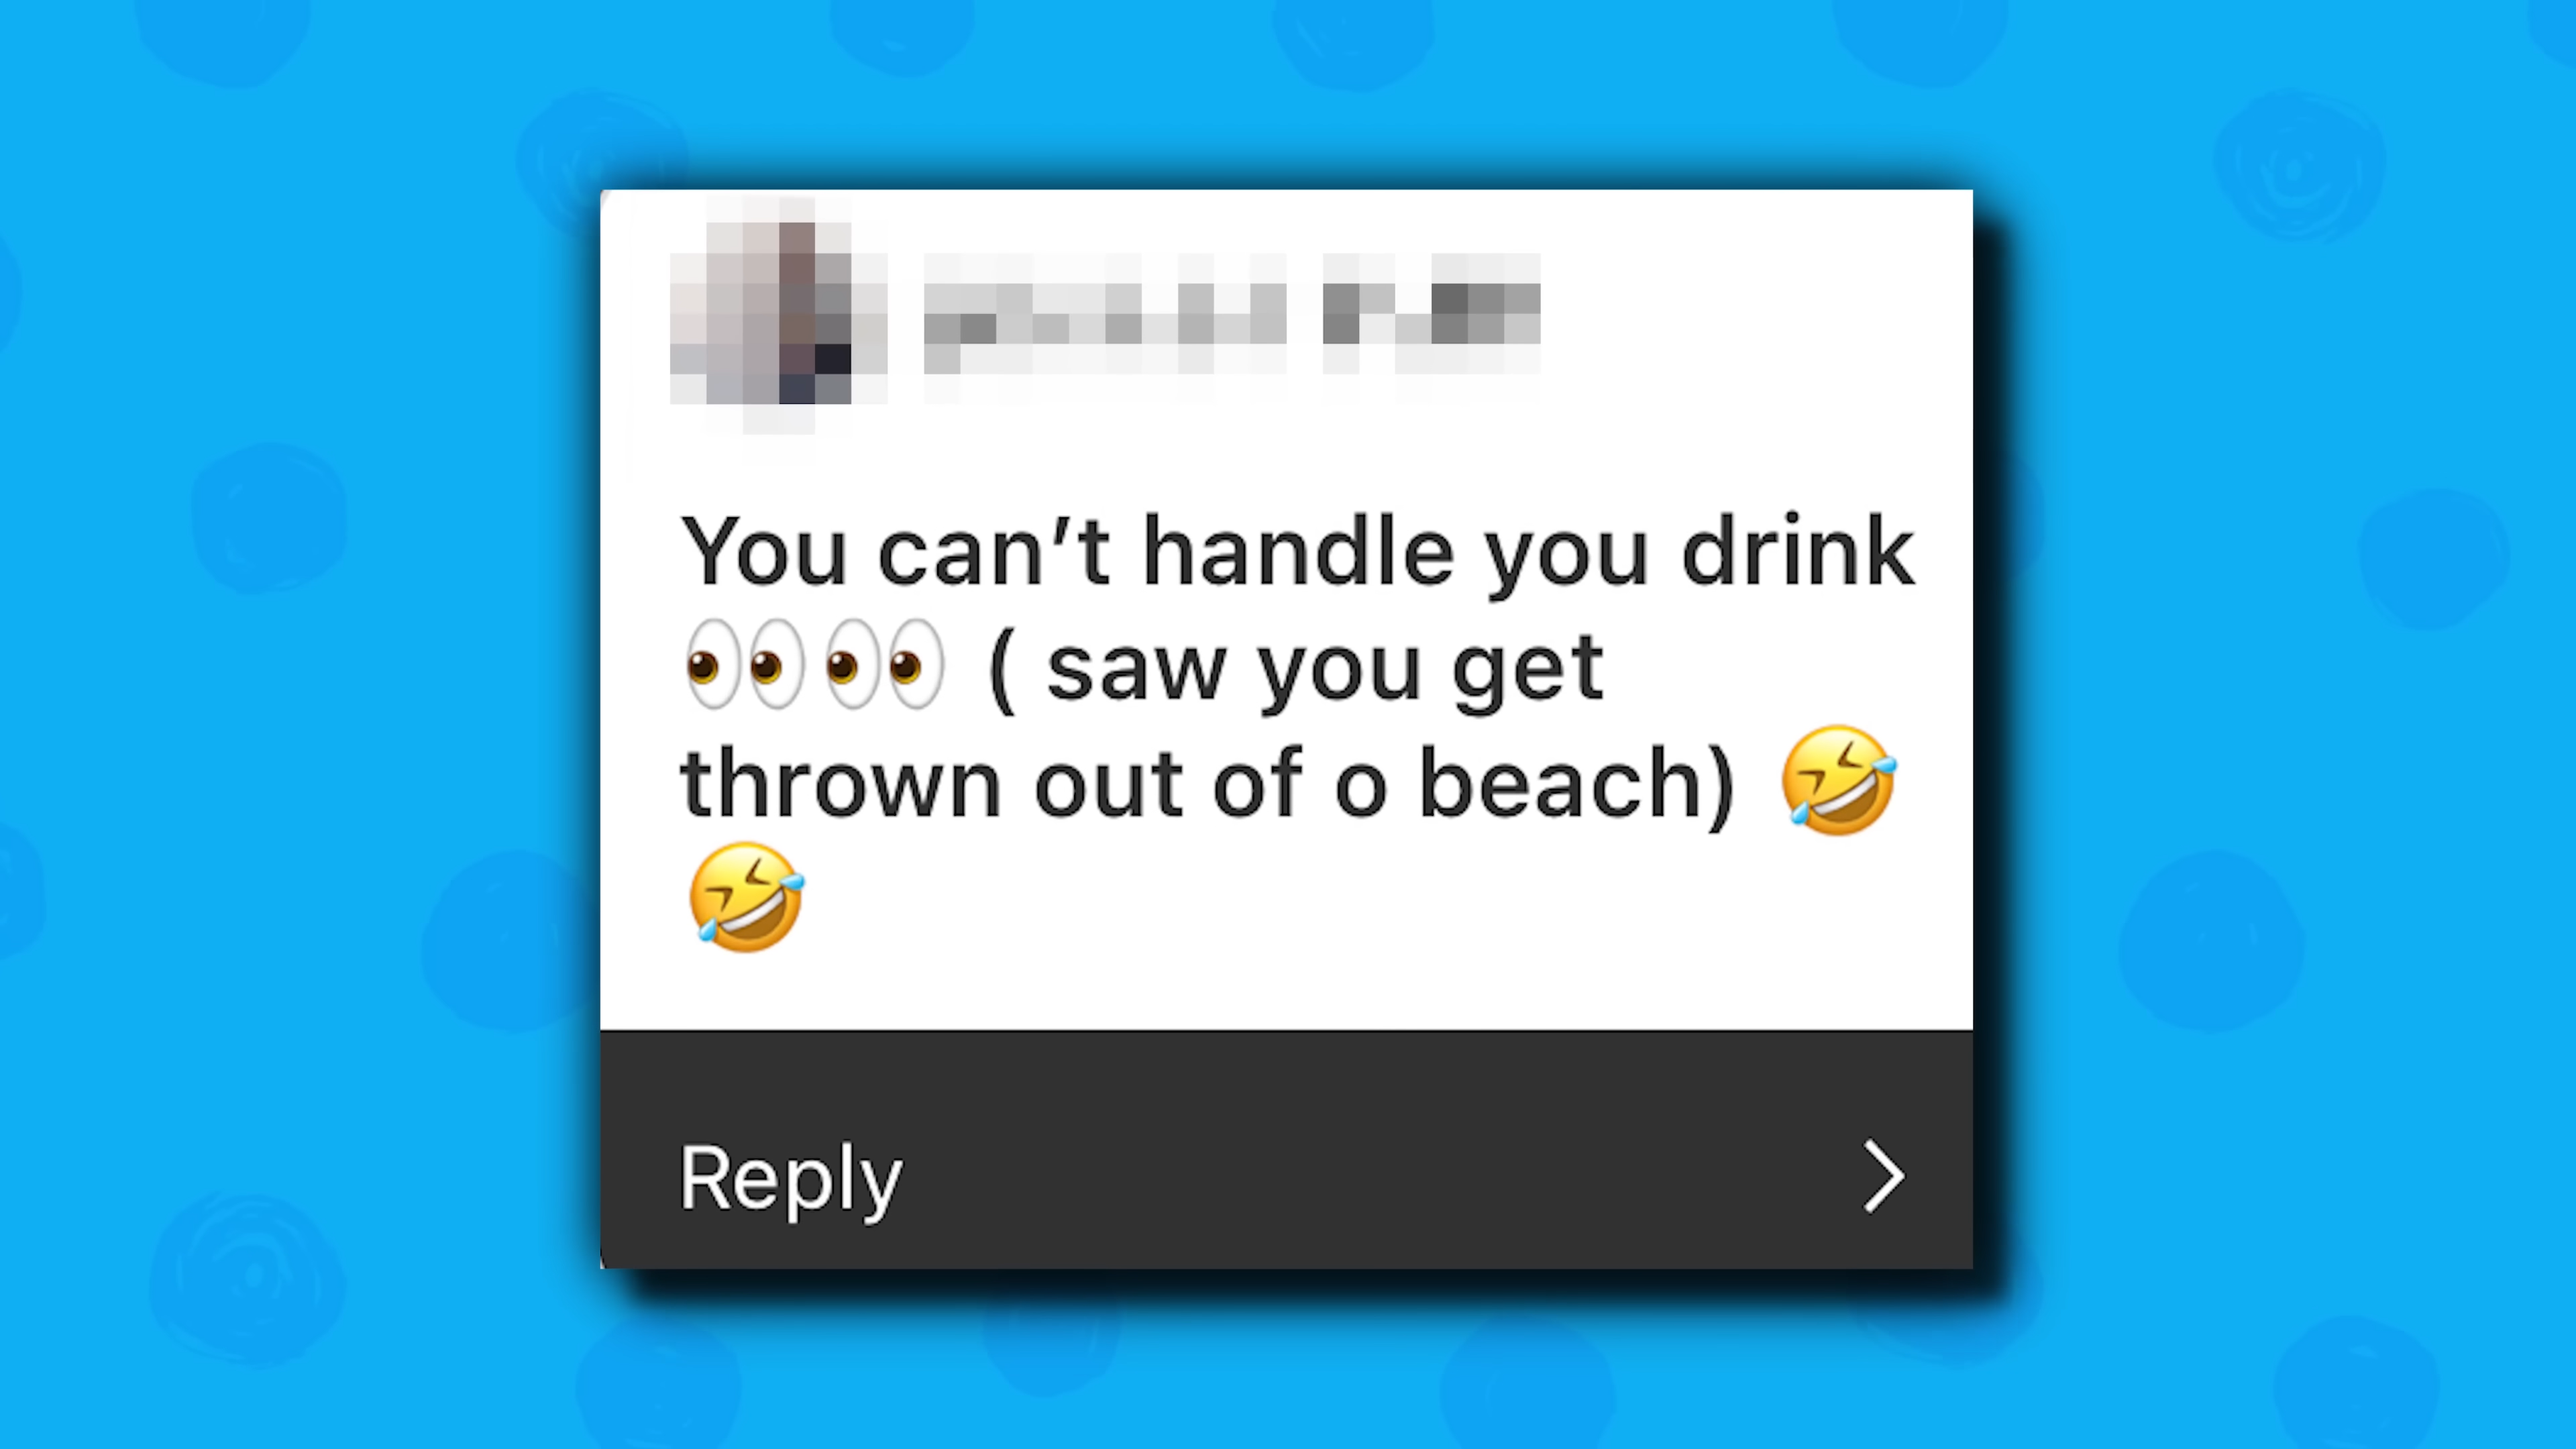 You can’t handle you drink
👀👀 ( saw you get
thrown out of o beach) 🤣
🤣
Reply